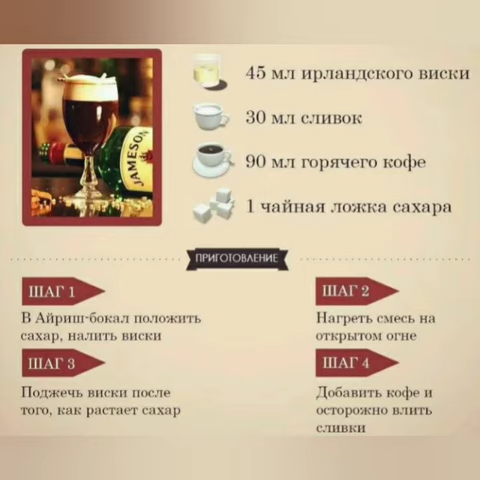 45 мл ирландского виски
30 мл сливок
90 мл горячего кофе
1 чайная ложка сахара
JAMESON
ПРИГОТОВЛЕНИЕ
ШАГ 1
В Айриш-бокал положить
сахар, налить виски
ШАГ 2
Нагреть смесь на
открытом огне
ШАГ 3
Поджечь виски после
того, как растает сахар
ШАГ 4
Добавить кофе и
осторожно влить
сливки